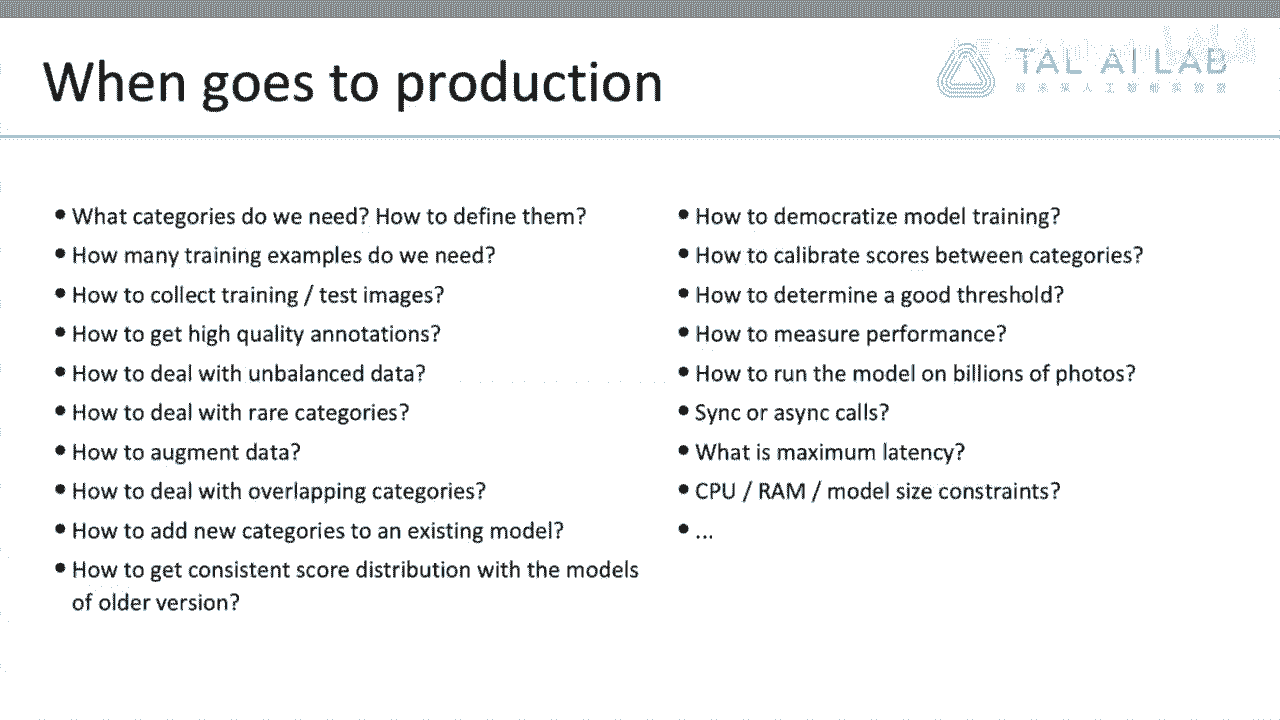 When goes to production
TAL AI LAB
• What categories do we need? How to define them?
• How many training examples do we need?
• How to collect training / test images?
• How to get high quality annotations?
• How to deal with unbalanced data?
• How to deal with rare categories?
• How to augment data?
• How to deal with overlapping categories?
• How to add new categories to an existing model?
• How to get consistent score distribution with the models
of older version?
• How to democratize model training?
• How to calibrate scores between categories?
• How to determine a good threshold?
• How to measure performance?
• How to run the model on billions of photos?
• Sync or async calls?
• What is maximum latency?
• CPU / RAM / model size constraints?
• ...